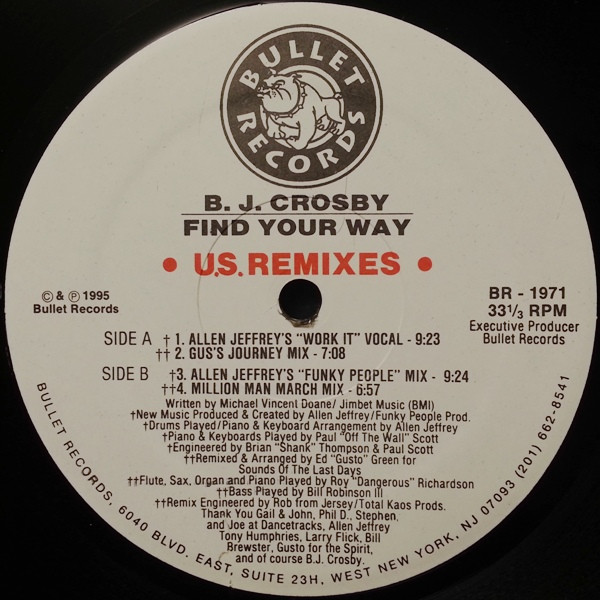 BULLET
RECORDS
B. J. CROSBY
FIND YOUR WAY
• U.S. REMIXES •
© & ℗ 1995
Bullet Records
BR - 1971
33 1/3 RPM
Executive Producer
Bullet Records
SIDE A † 1. ALLEN JEFFREY'S "WORK IT" VOCAL - 9:23
†† 2. GUS'S JOURNEY MIX - 7:08
SIDE B †3. ALLEN JEFFREY'S "FUNKY PEOPLE" MIX - 9:24
††4. MILLION MAN MARCH MIX - 6:57
Written by Michael Vincent Doane/ Jimbet Music (BMI)
†New Music Produced & Created by Allen Jeffrey/Funky People Prod.
†Drums Played/Piano & Keyboard Arrangement by Allen Jeffrey
†Piano & Keyboards Played by Paul "Off The Wall" Scott
†Engineered by Brian "Shank" Thompson & Paul Scott
††Remixed & Arranged by Ed "Gusto" Green for
Sounds Of The Last Days
††Flute, Sax, Organ and Piano Played by Roy "Dangerous" Richardson
††Bass Played by Bill Robinson III
††Remix Engineered by Rob from Jersey/Total Kaos Prods.
Thank You Gail & John, Phil D., Stephen,
and Joe at Dancetracks, Allen Jeffrey
Tony Humphries, Larry Flick, Bill
Brewster, Gusto for the Spirit,
and of course B.J. Crosby.
BULLET RECORDS, 6040 BLVD. EAST, SUITE 23H, WEST NEW YORK, NJ 07093 (201) 662-8541